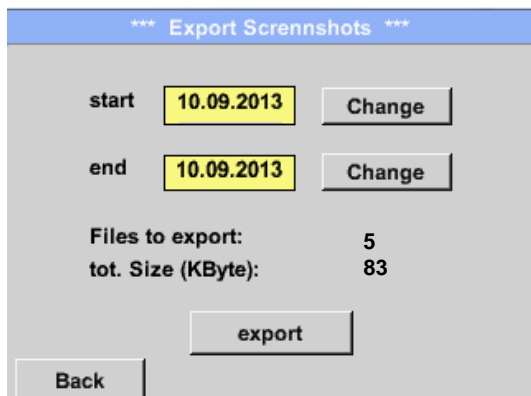 *** Export Scrennshots ***
start 10.09.2013 Change
end 10.09.2013 Change
Files to export: 5
tot. Size (KByte): 83
export
Back